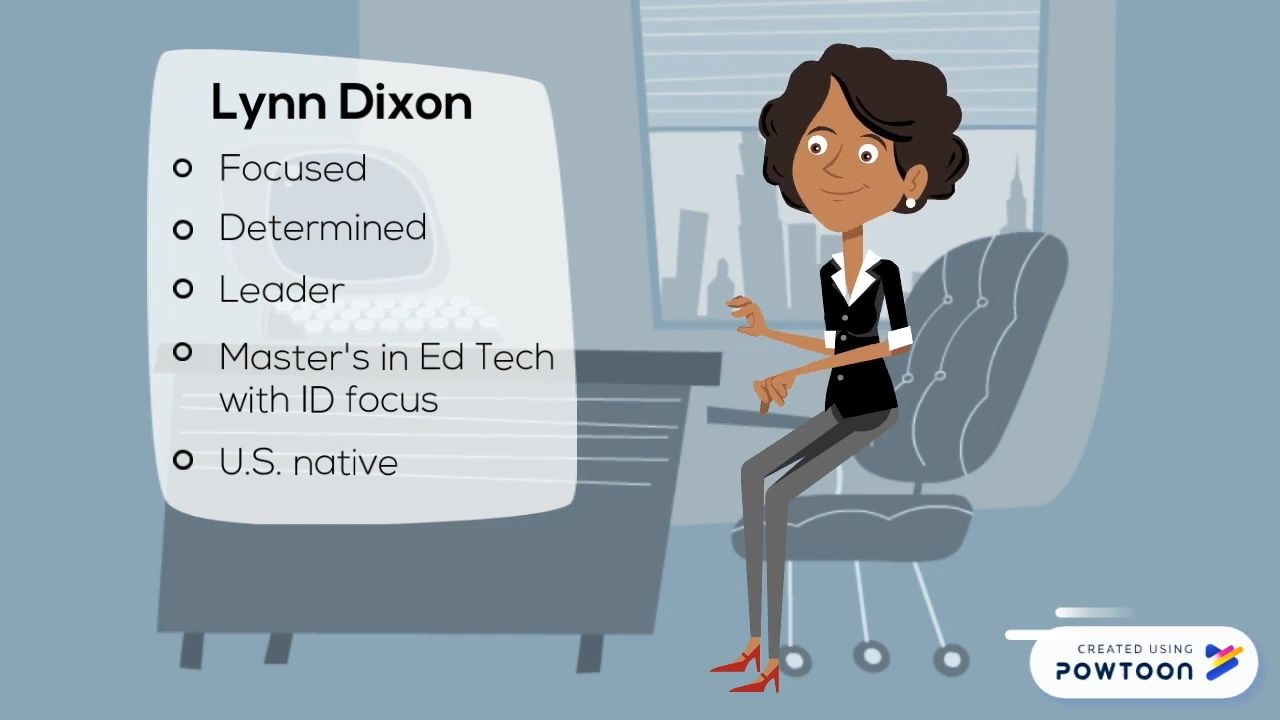 Lynn Dixon
Focused
Determined
Leader
Master's in Ed Tech
with ID focus
U.S. native
CREATED USING
POWTOON